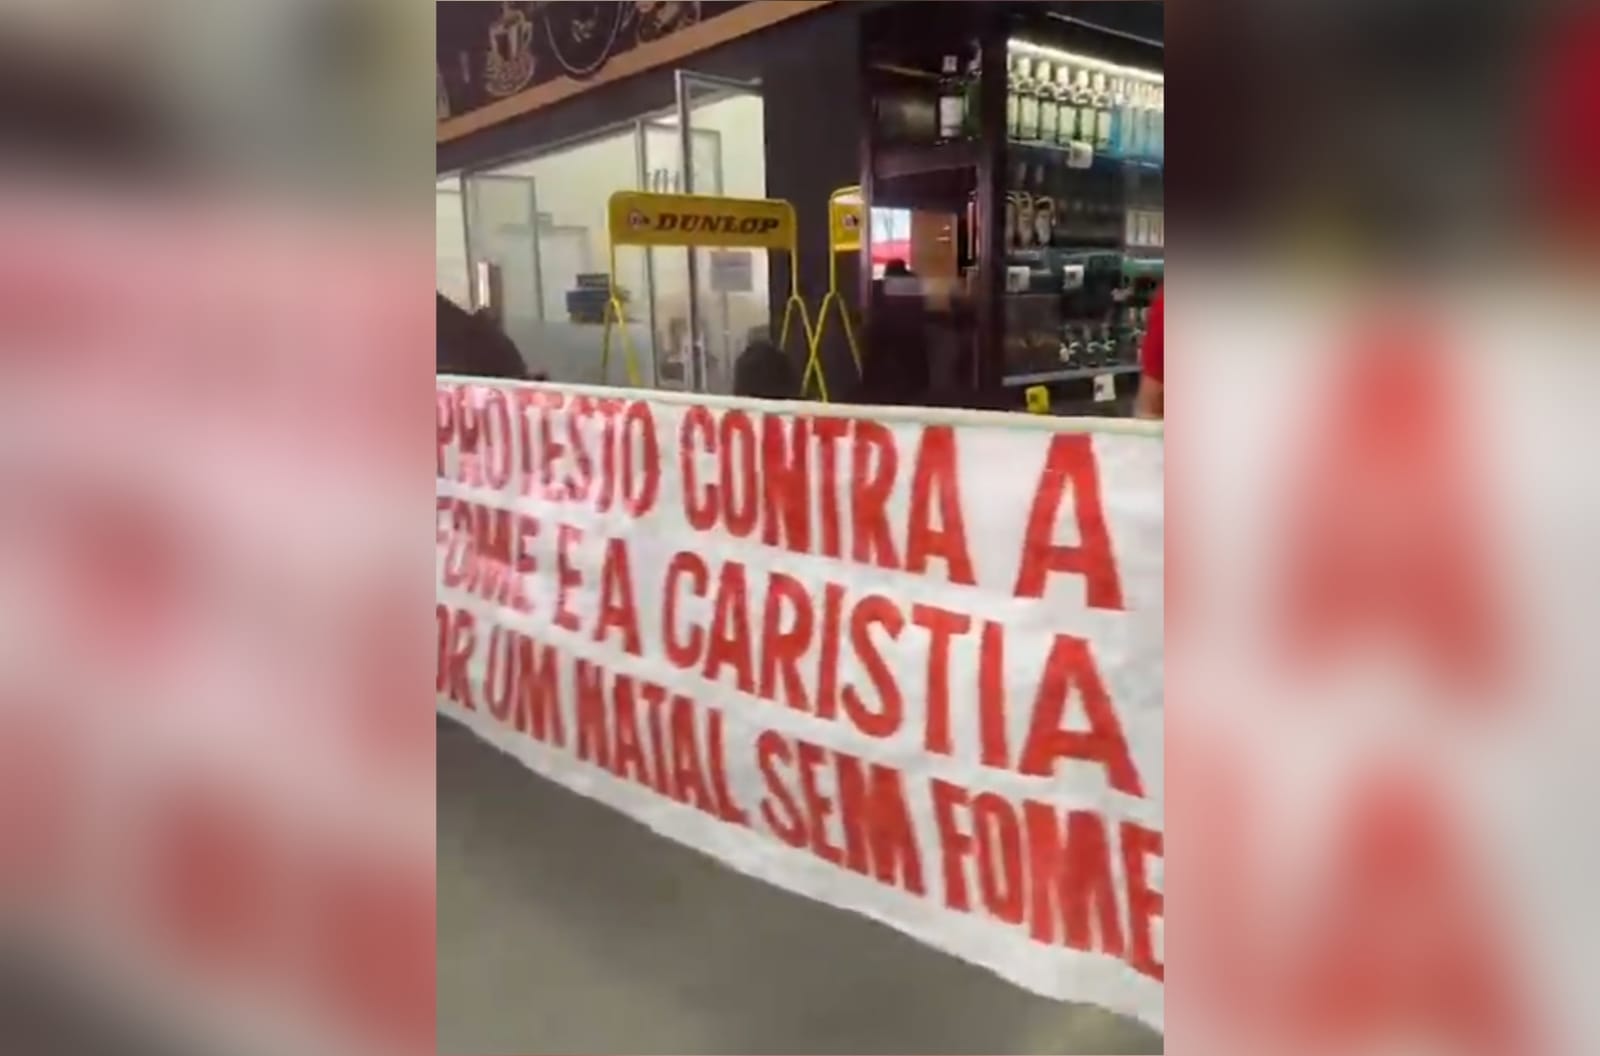 DUNLOP
PROTESTO CONTRA A
FOME E A CARISTIA
OR UM NATAL SEM FOME